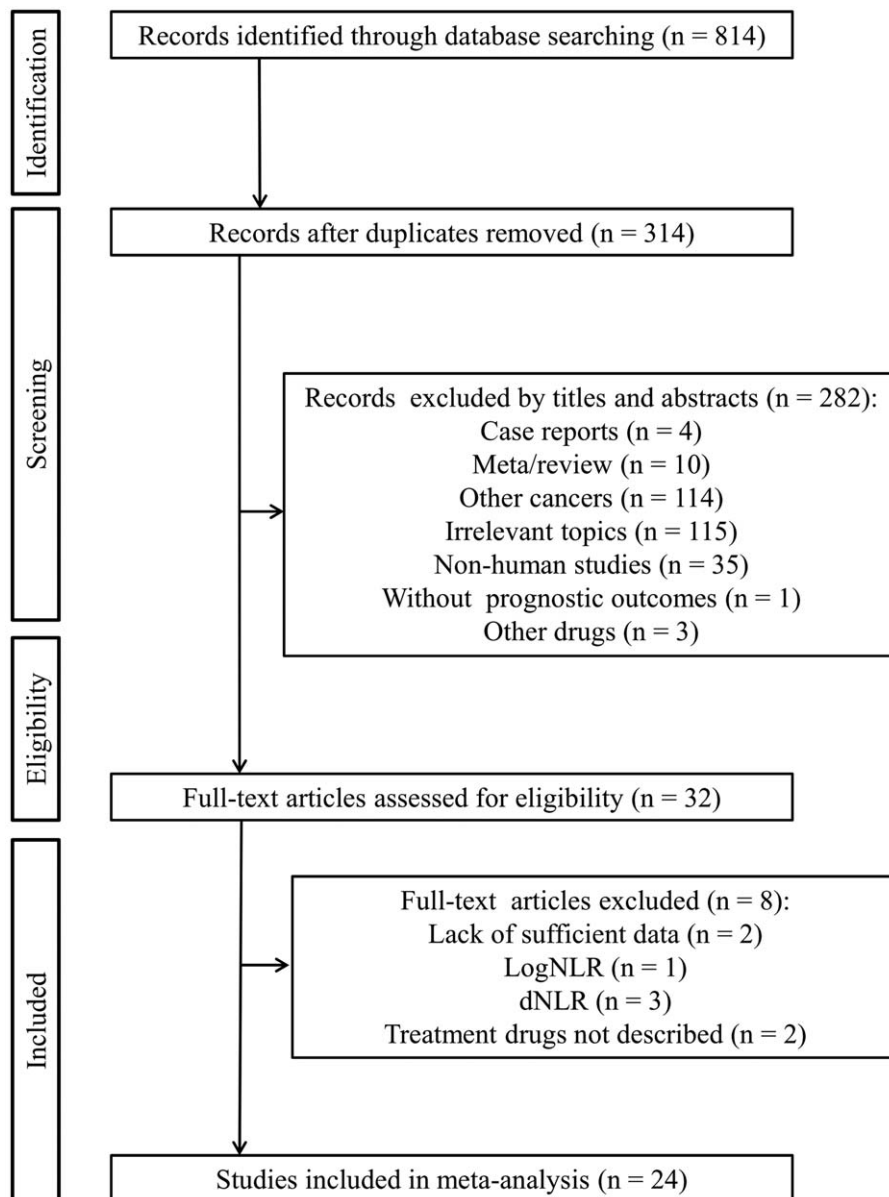 Identification
Records identified through database searching (n = 814)
Screening
Records after duplicates removed (n = 314)
Records excluded by titles and abstracts (n = 282):
Case reports (n = 4)
Meta/review (n = 10)
Other cancers (n = 114)
Irrelevant topics (n = 115)
Non-human studies (n = 35)
Without prognostic outcomes (n = 1)
Other drugs (n = 3)
Eligibility
Full-text articles assessed for eligibility (n = 32)
Included
Full-text articles excluded (n = 8):
Lack of sufficient data (n = 2)
LogNLR (n = 1)
dNLR (n = 3)
Treatment drugs not described (n = 2)
Studies included in meta-analysis (n = 24)